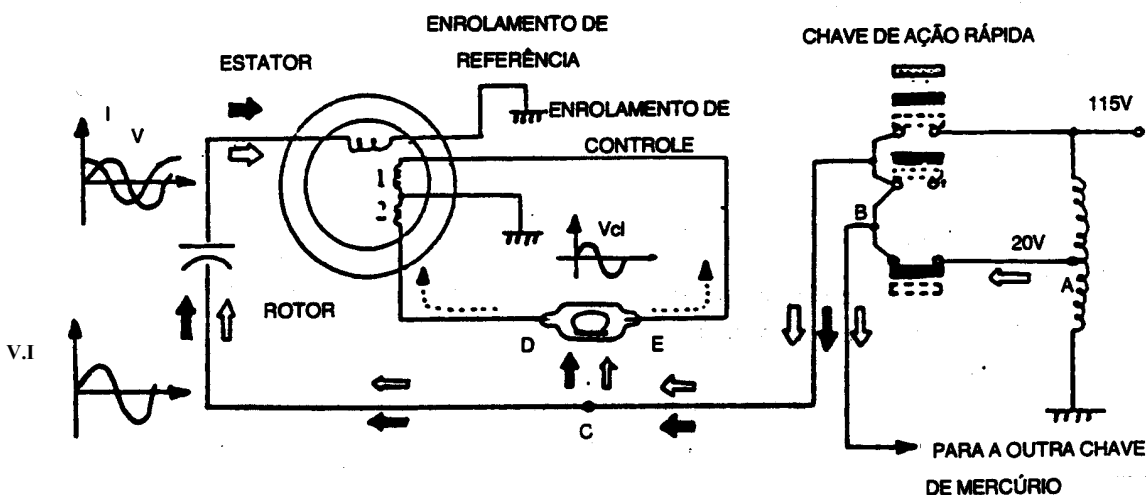 ENROLAMENTO DE
REFERÊNCIA
CHAVE DE AÇÃO RÁPIDA
ESTATOR
115V
ENROLAMENTO DE
CONTROLE
I
V
1
2
B
Vcl
20V
A
ROTOR
D
E
V.I
C
PARA A OUTRA CHAVE
DE MERCÚRIO